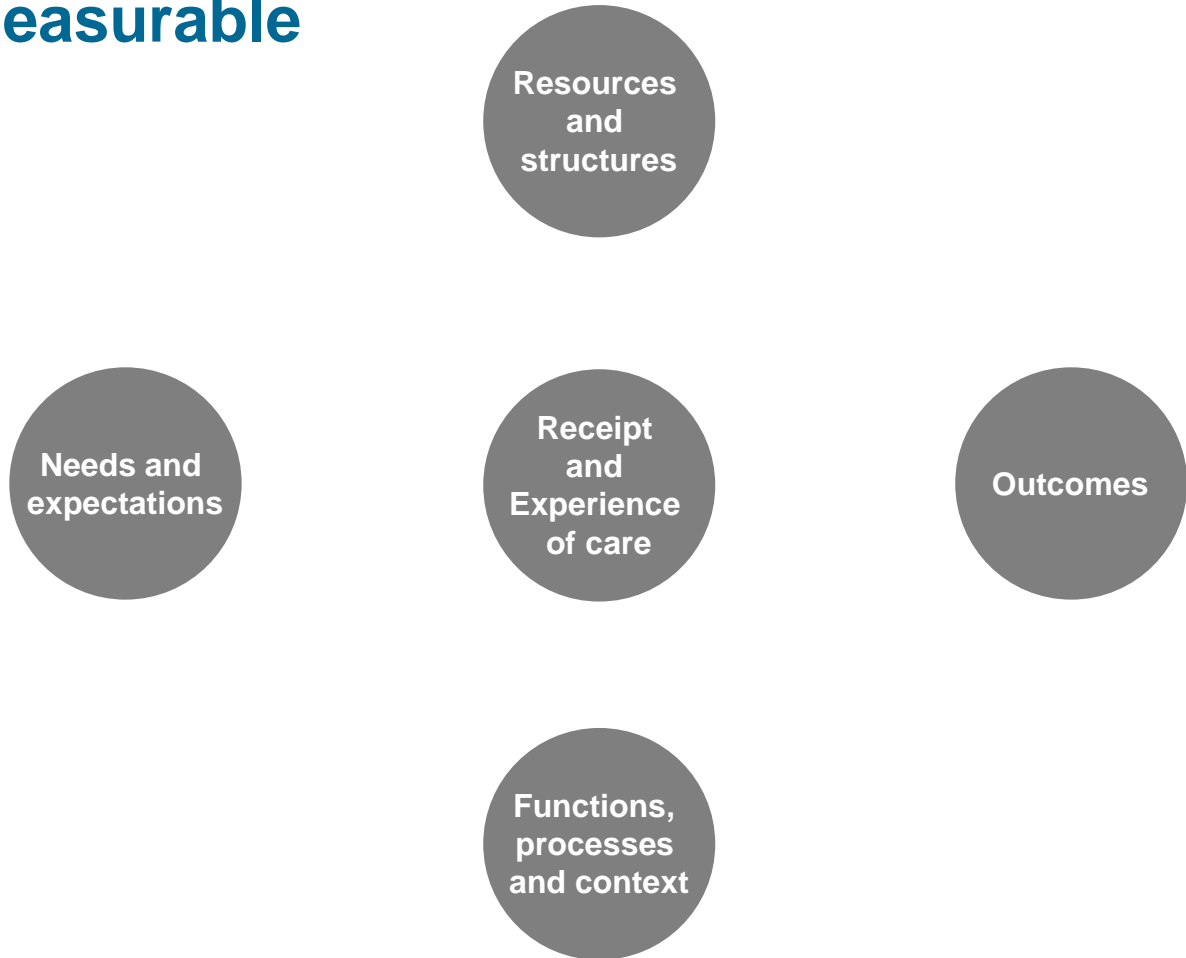 easurable
Resources
and
structures
Needs and
expectations
Receipt
and
Experience
of care
Outcomes
Functions,
processes
and context